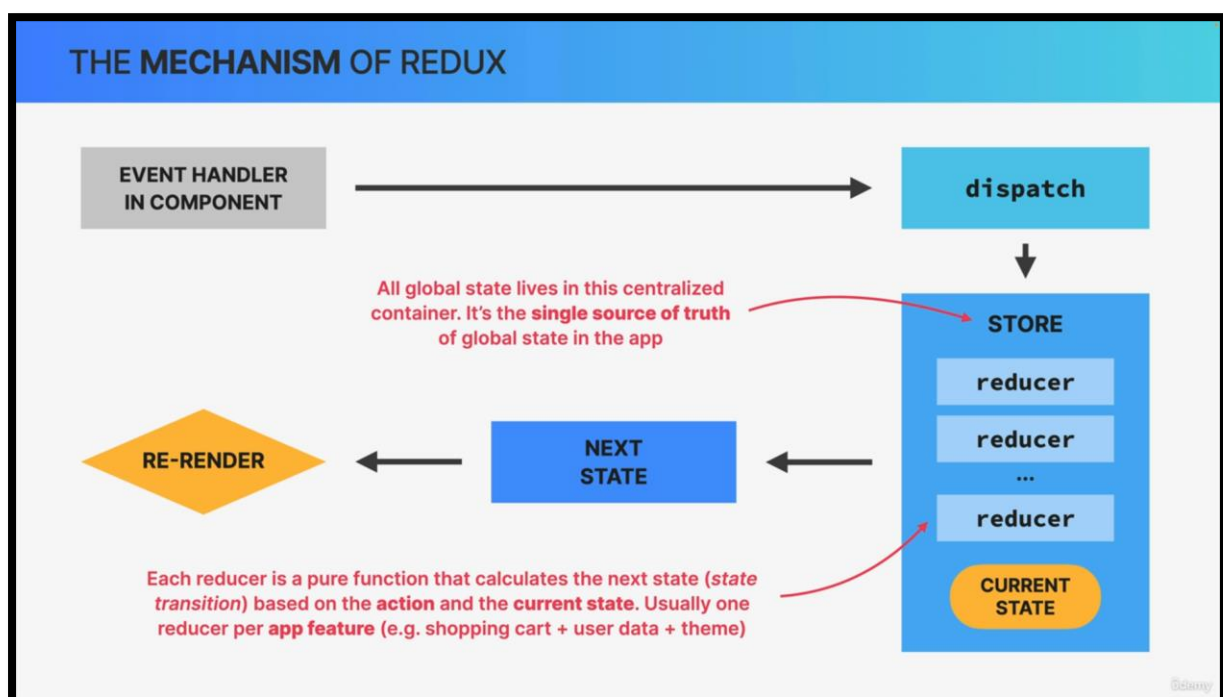 THE MECHANISM OF REDUX
EVENT HANDLER
IN COMPONENT
dispatch
All global state lives in this centralized
container. It’s the single source of truth
of global state in the app
STORE
reducer
reducer
...
reducer
CURRENT
STATE
NEXT
STATE
RE-RENDER
Each reducer is a pure function that calculates the next state (state
transition) based on the action and the current state. Usually one
reducer per app feature (e.g. shopping cart + user data + theme)
ûdemy